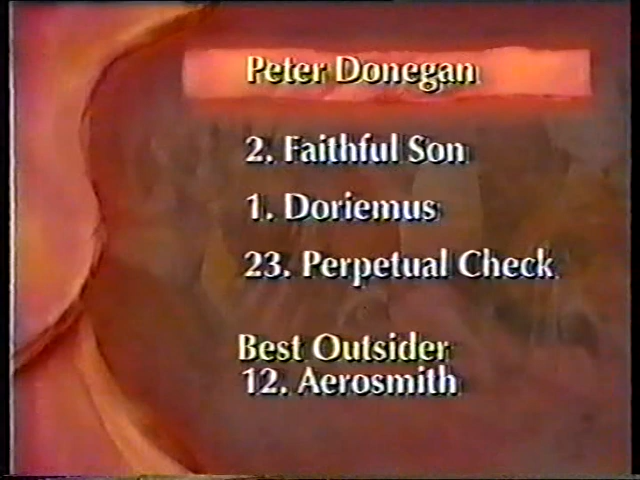 Peter Donegan
2. Faithful Son
1. Doriemus
23. Perpetual Check
Best Outsider
12. Aerosmith